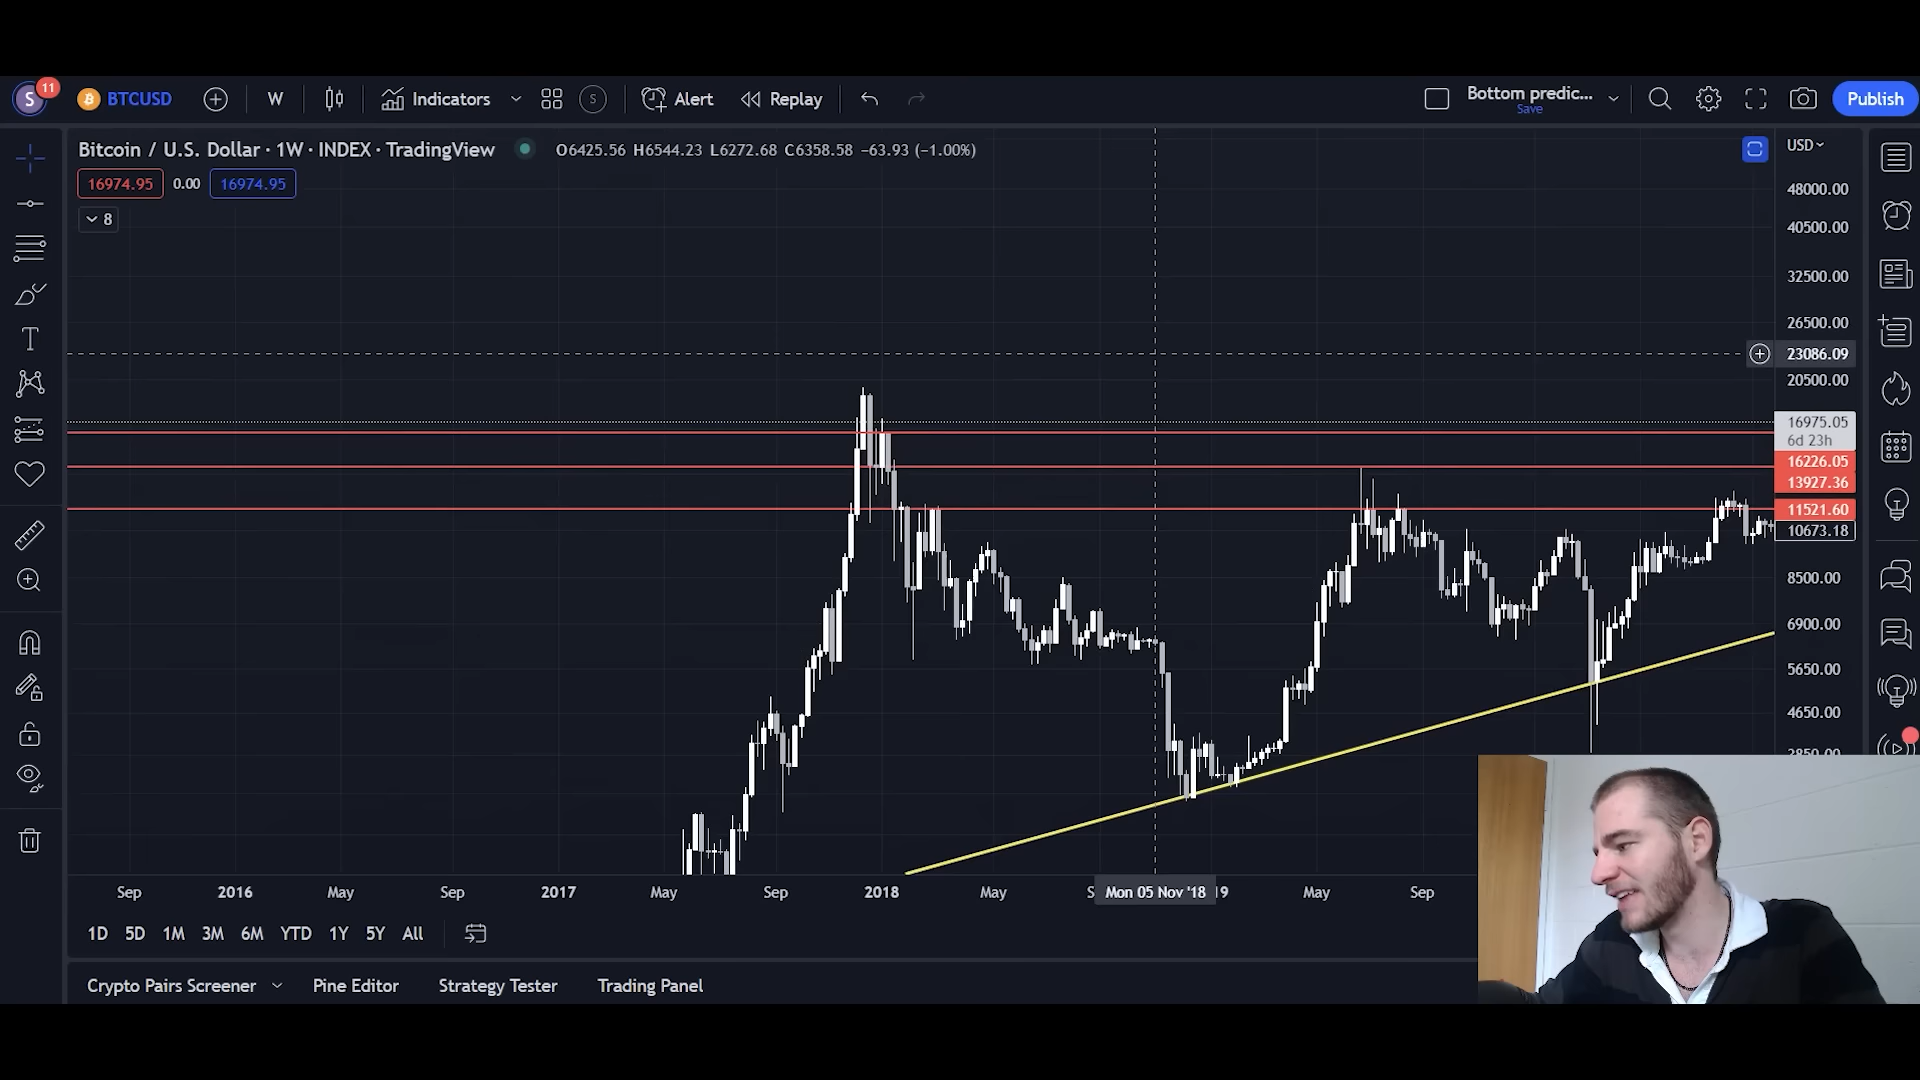 S 11 BTCUSD W Indicators S Alert Replay Bottom predic... Publish
Save
Bitcoin / U.S. Dollar · 1W · INDEX · TradingView O6425.56 H6544.23 L6272.68 C6358.58 −63.93 (−1.00%)
USD
16974.95 0.00 16974.95
8
48000.00
40500.00
32500.00
26500.00
23086.09
20500.00
16975.05
6d 23h
16226.05
13927.36
11521.60
10673.18
8500.00
6900.00
5650.00
4650.00
3850.00
Sep 2016 May Sep 2017 May Sep 2018 May S Mon 05 Nov '18 19 May Sep
1D 5D 1M 3M 6M YTD 1Y 5Y All
Crypto Pairs Screener Pine Editor Strategy Tester Trading Panel